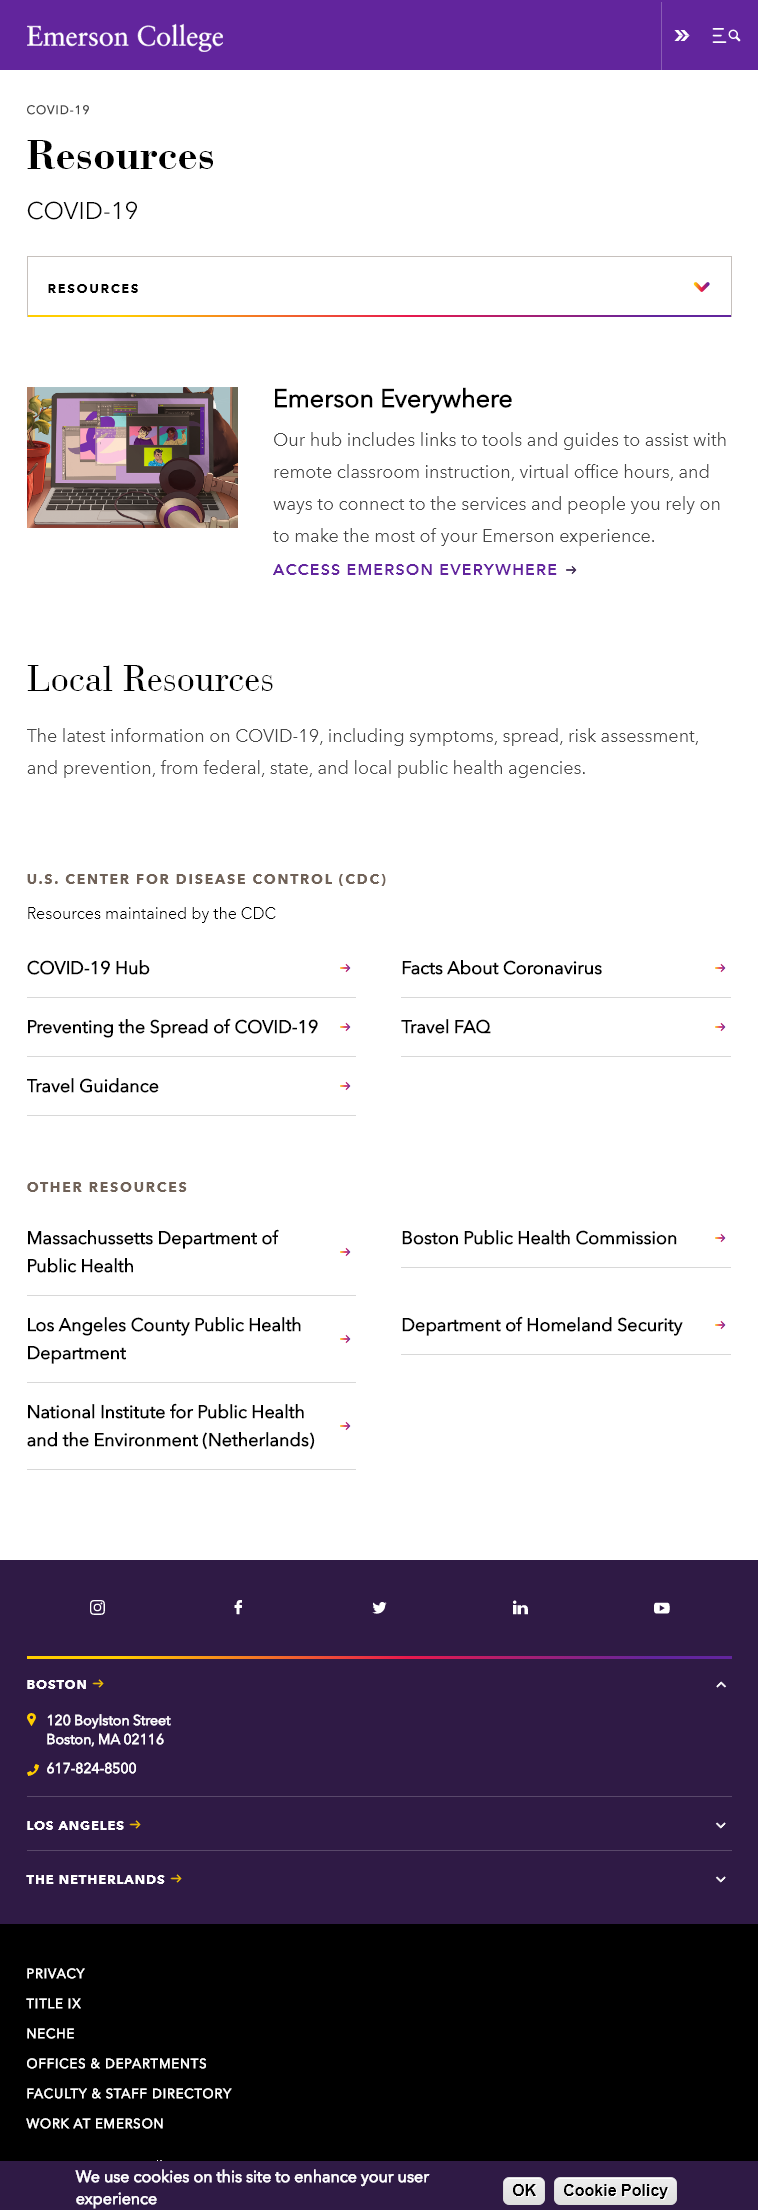 Emerson College
COVID-19
Resources
COVID-19
RESOURCES
Emerson Everywhere
Our hub includes links to tools and guides to assist with
remote classroom instruction, virtual office hours, and
ways to connect to the services and people you rely on
to make the most of your Emerson experience.
ACCESS EMERSON EVERYWHERE →
Local Resources
The latest information on COVID-19, including symptoms, spread, risk assessment,
and prevention, from federal, state, and local public health agencies.
U.S. CENTER FOR DISEASE CONTROL (CDC)
Resources maintained by the CDC
COVID-19 Hub
Facts About Coronavirus
Preventing the Spread of COVID-19
Travel FAQ
Travel Guidance
OTHER RESOURCES
Massachussetts Department of
Public Health
Boston Public Health Commission
Los Angeles County Public Health
Department
Department of Homeland Security
National Institute for Public Health
and the Environment (Netherlands)
BOSTON →
120 Boylston Street
Boston, MA 02116
617-824-8500
LOS ANGELES →
THE NETHERLANDS →
PRIVACY
TITLE IX
NECHE
OFFICES & DEPARTMENTS
FACULTY & STAFF DIRECTORY
WORK AT EMERSON
We use cookies on this site to enhance your user
experience
OK
Cookie Policy